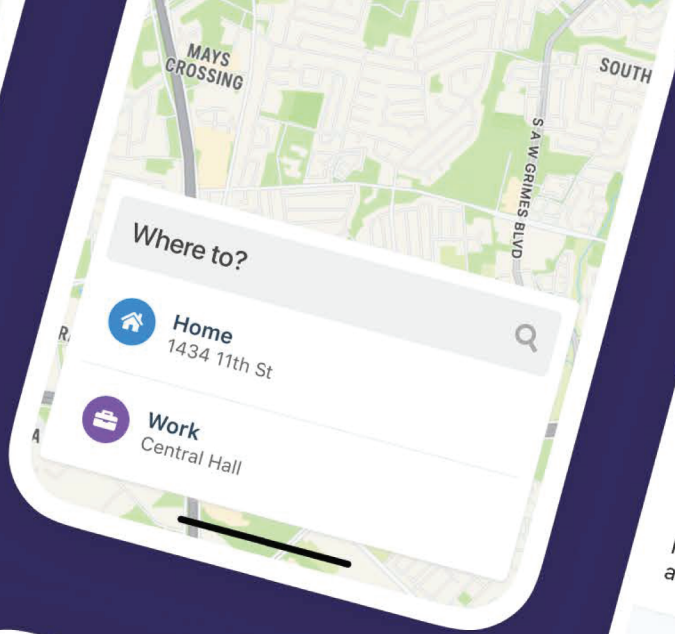 MAYS
CROSSING
SOUTH
S A W GRIMES BLVD
Where to?
Home
1434 11th St
Work
Central Hall